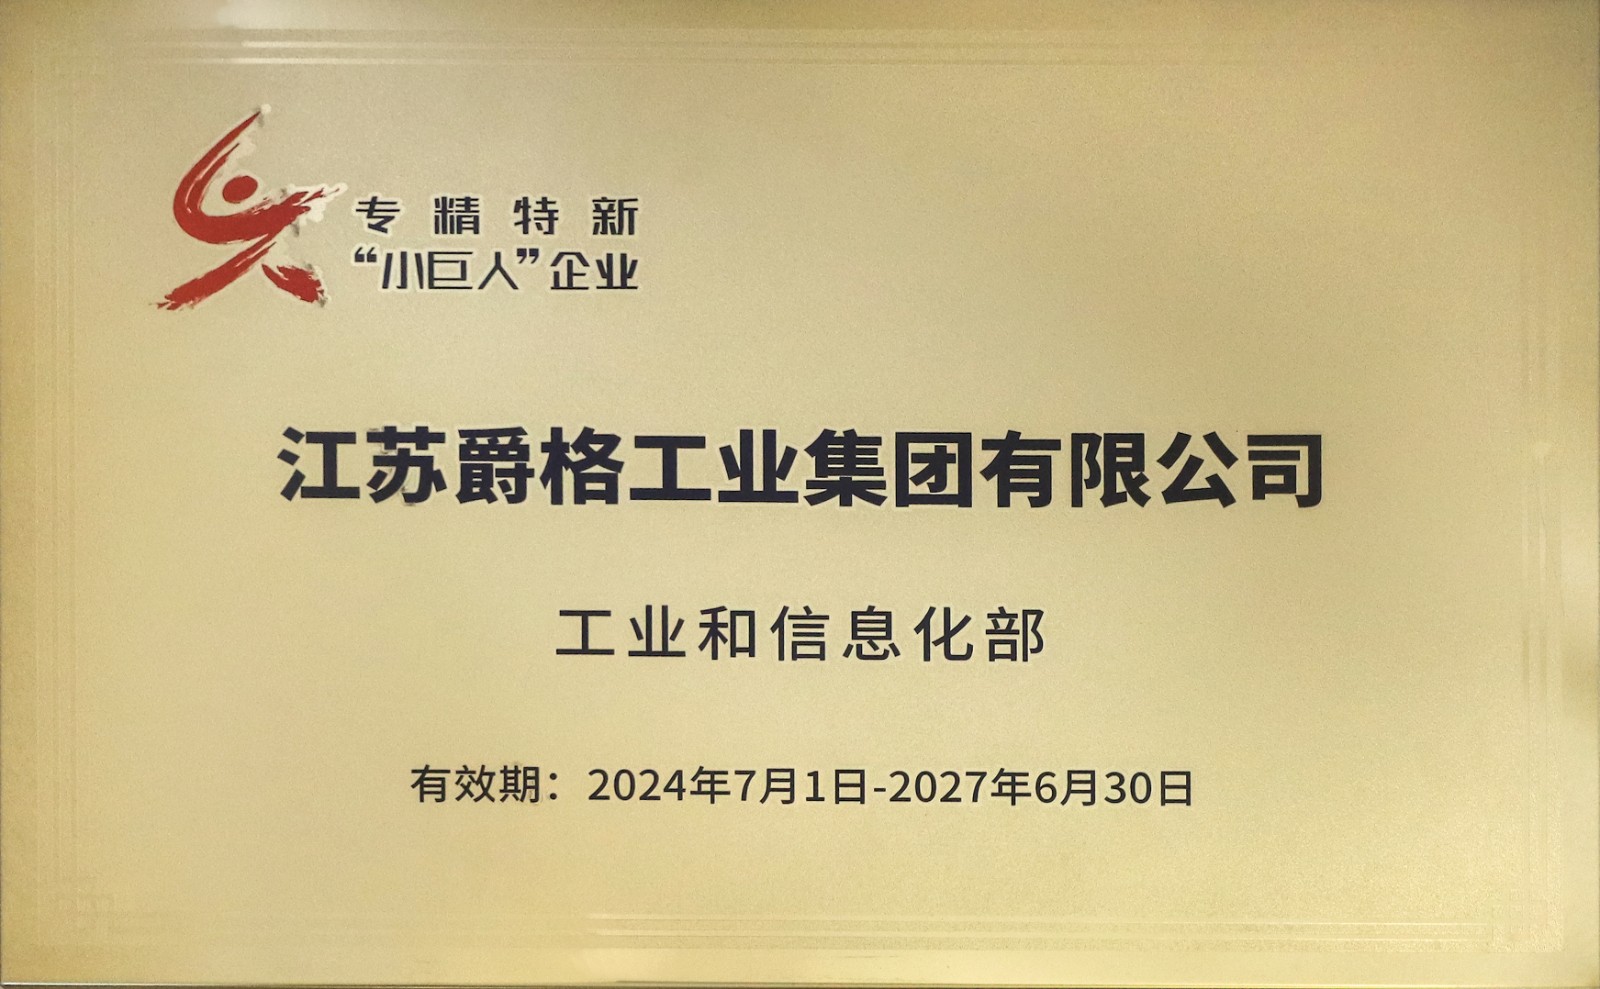 专精特新
“小巨人”企业
江苏爵格工业集团有限公司
工业和信息化部
有效期：2024年7月1日-2027年6月30日